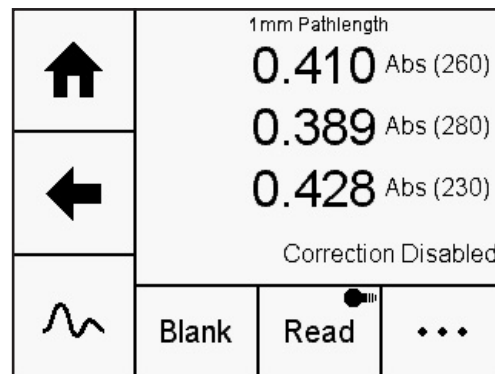 1mm Pathlength
0.410 Abs (260)
0.389 Abs (280)
0.428 Abs (230)
Correction Disabled
Blank Read •••